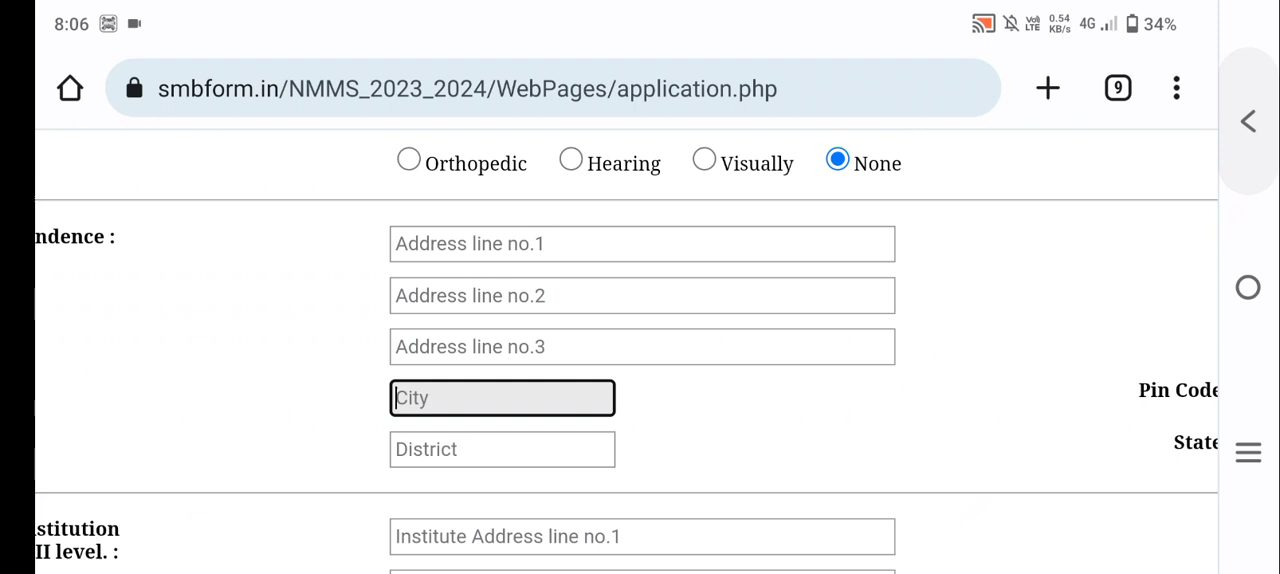 8:06 Vo) LTE 0.54 KB/s 4G 34%
smbform.in/NMMS_2023_2024/WebPages/application.php 9
Orthopedic Hearing Visually None
ndence :
Address line no.1
Address line no.2
Address line no.3
City
Pin Code
District
State
stitution
II level. :
Institute Address line no.1